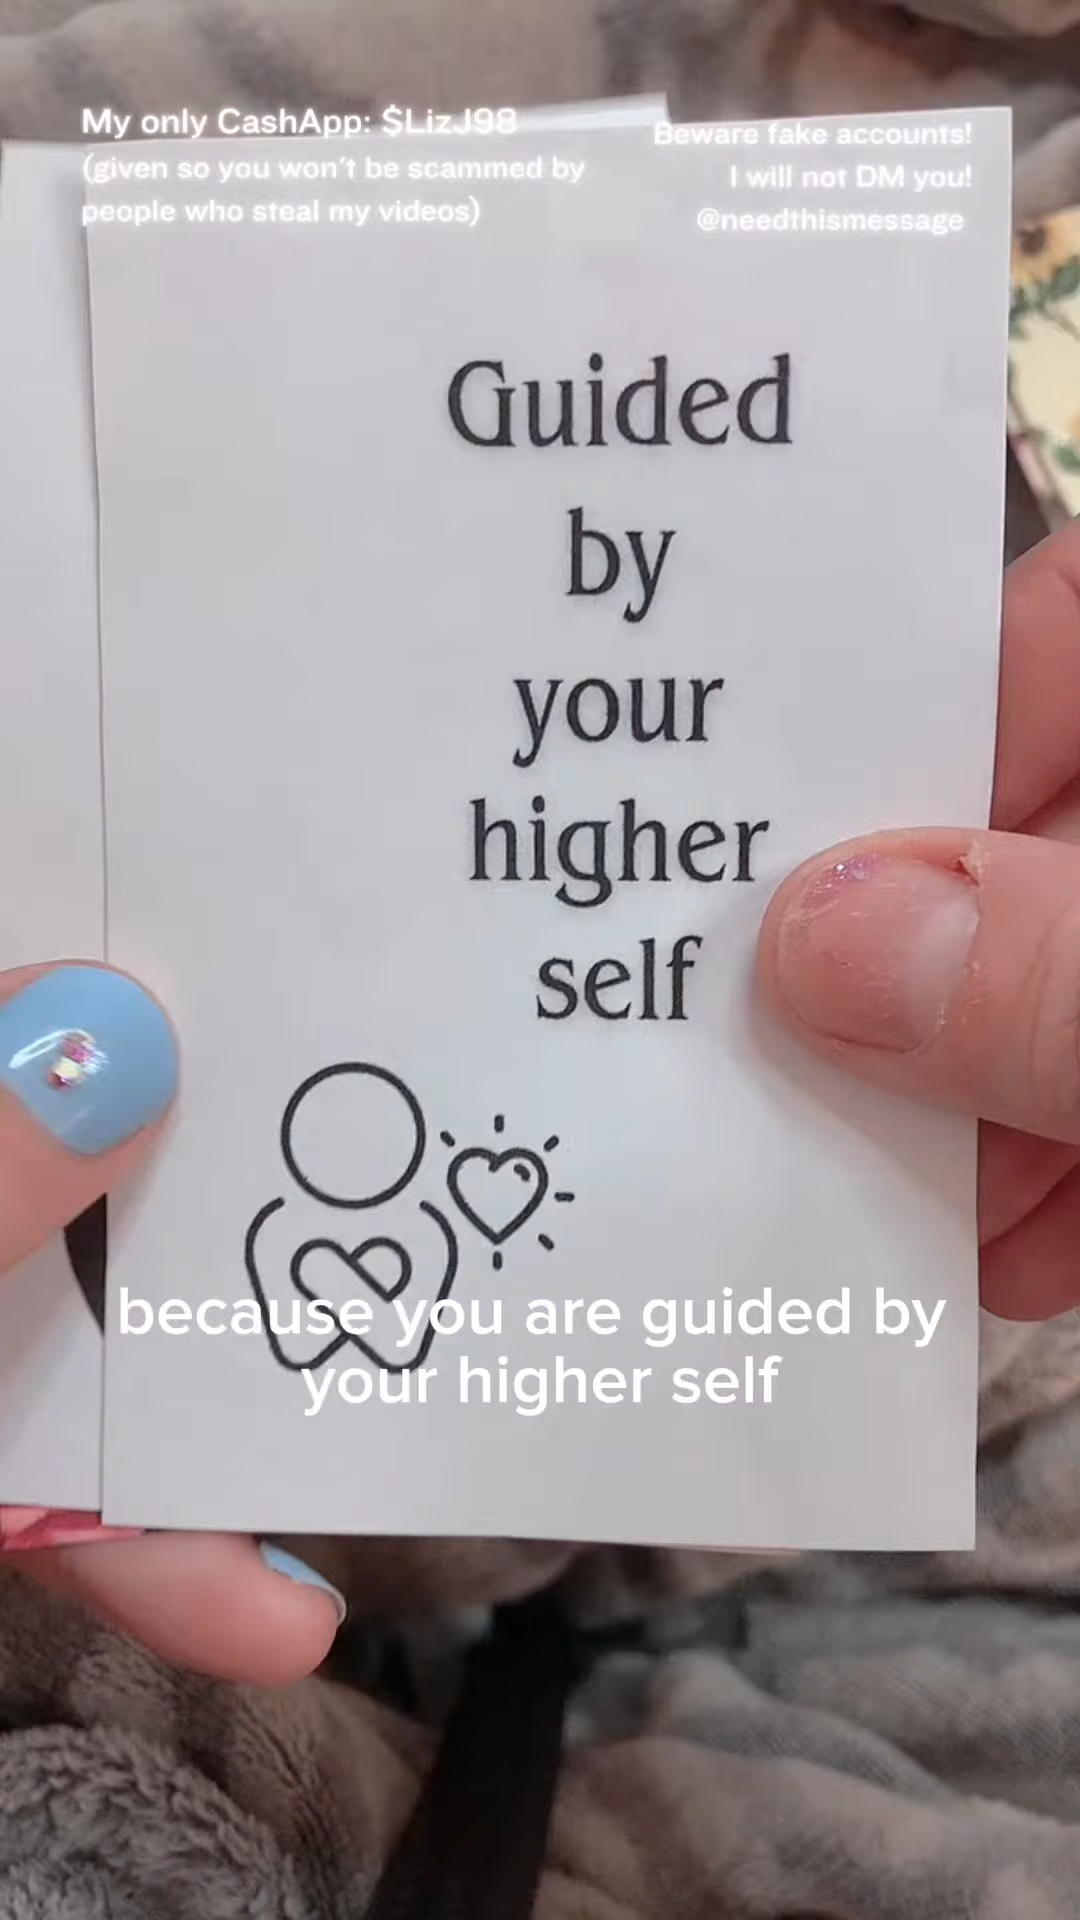 My only CashApp: $LizJ98
(given so you won't be scammed by
people who steal my videos)
Beware fake accounts!
I will not DM you!
@needthismessage
Guided
by
your
higher
self
because you are guided by
your higher self